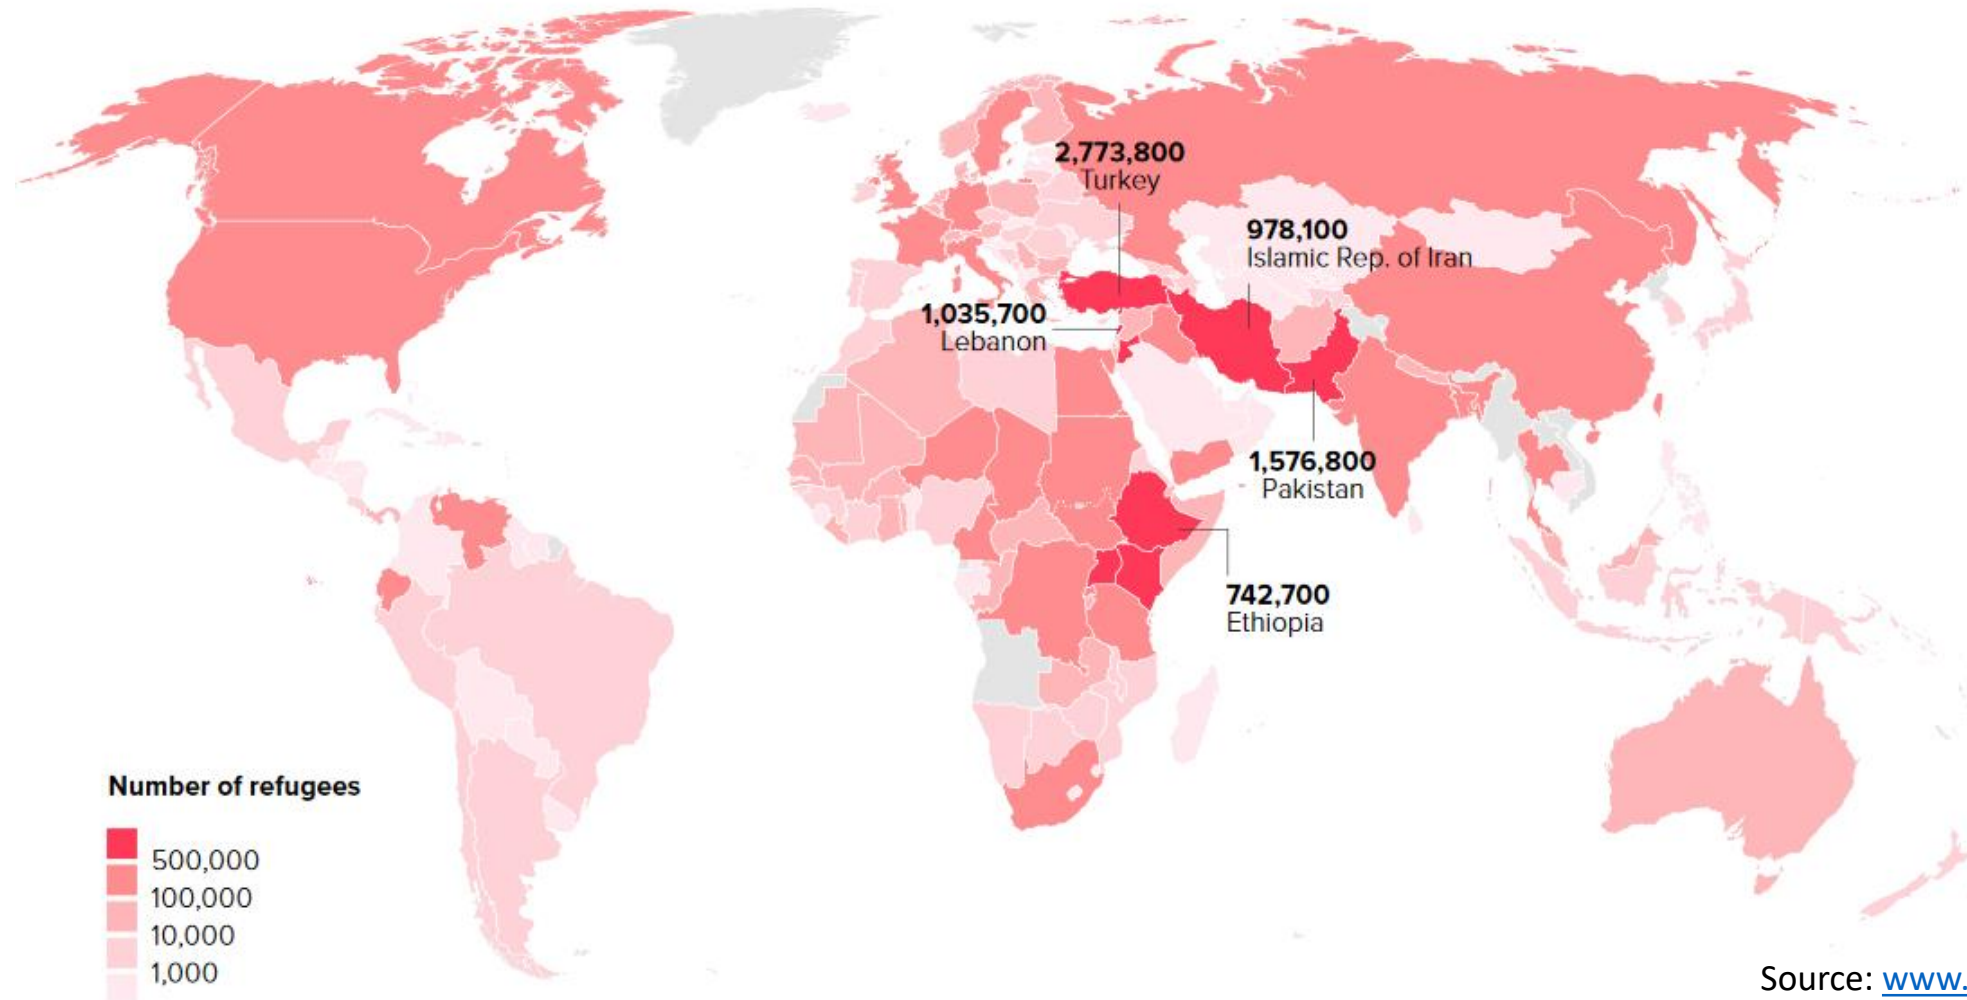 2,773,800
Turkey
978,100
Islamic Rep. of Iran
1,035,700
Lebanon
1,576,800
Pakistan
742,700
Ethiopia
Number of refugees
500,000
100,000
10,000
1,000
Source: www.